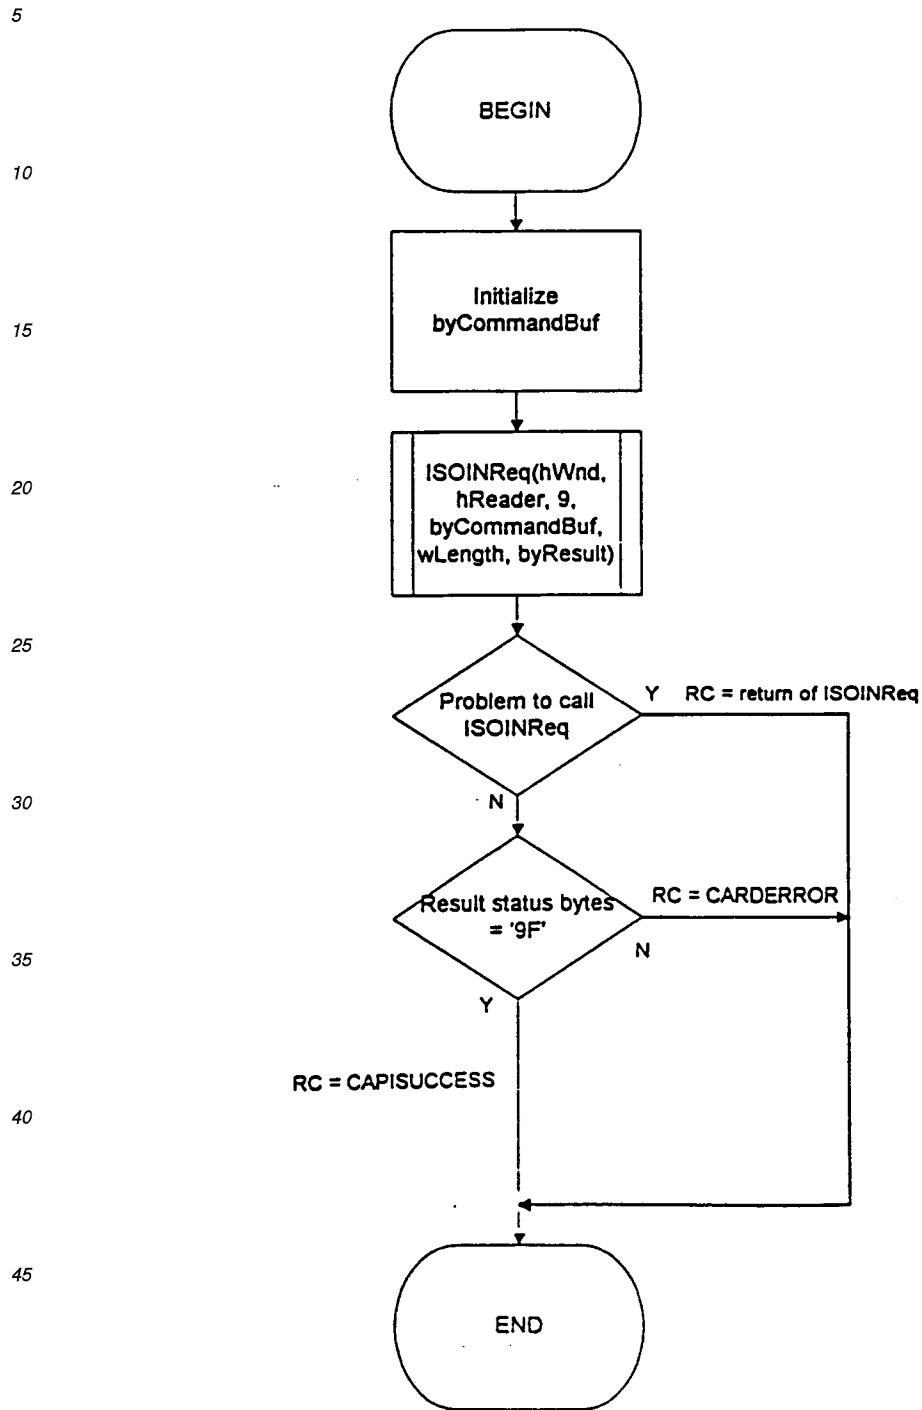 5
BEGIN
10
Initialize
byCommandBuf
15
ISOINReq(hWnd,
hReader, 9,
byCommandBuf,
wLength, byResult)
20
25
Problem to call
ISOINReq
Y RC = return of ISOINReq
N
30
Result status bytes
= '9F'
RC = CARDERROR
N
35
Y
RC = CAPISUCCESS
40
45
END